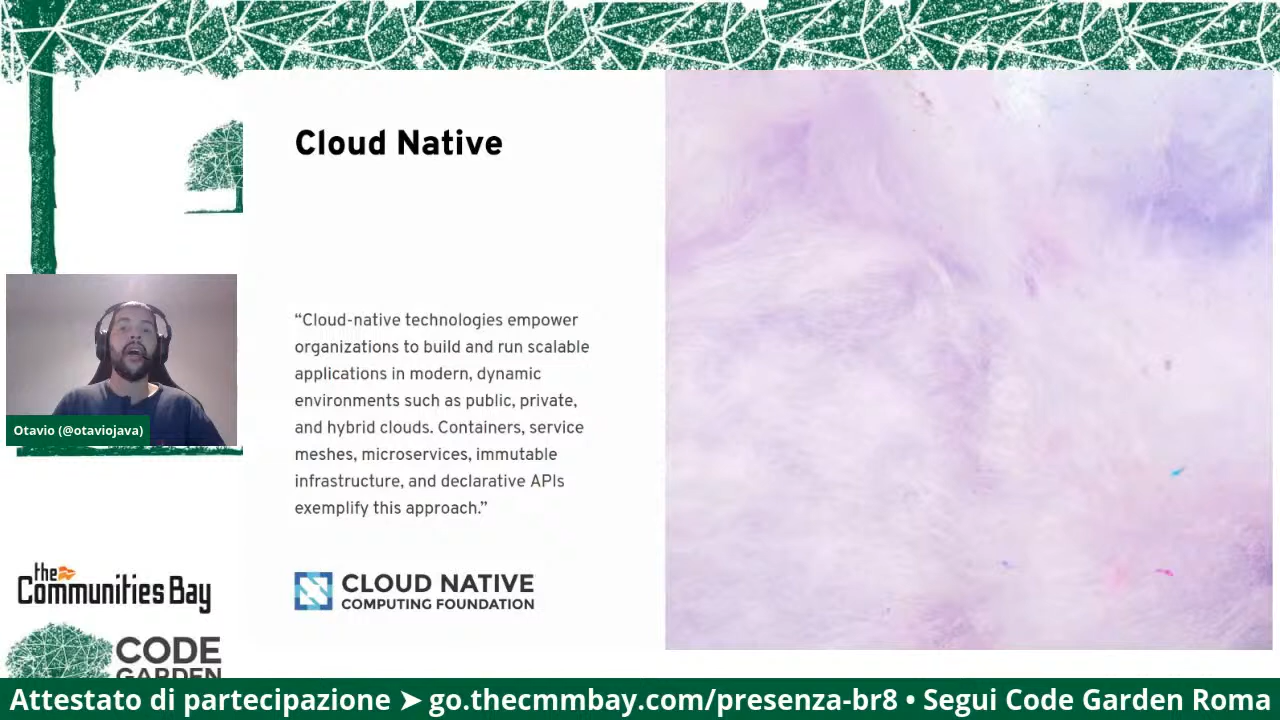 Cloud Native
“Cloud-native technologies empower
organizations to build and run scalable
applications in modern, dynamic
environments such as public, private,
and hybrid clouds. Containers, service
meshes, microservices, immutable
infrastructure, and declarative APIs
exemplify this approach.”
CLOUD NATIVE
COMPUTING FOUNDATION
Otavio (@otaviojava)
the
Communities Bay
CODE
GARDEN
Attestato di partecipazione ➤ go.thecmmbay.com/presenza-br8 • Segui Code Garden Roma